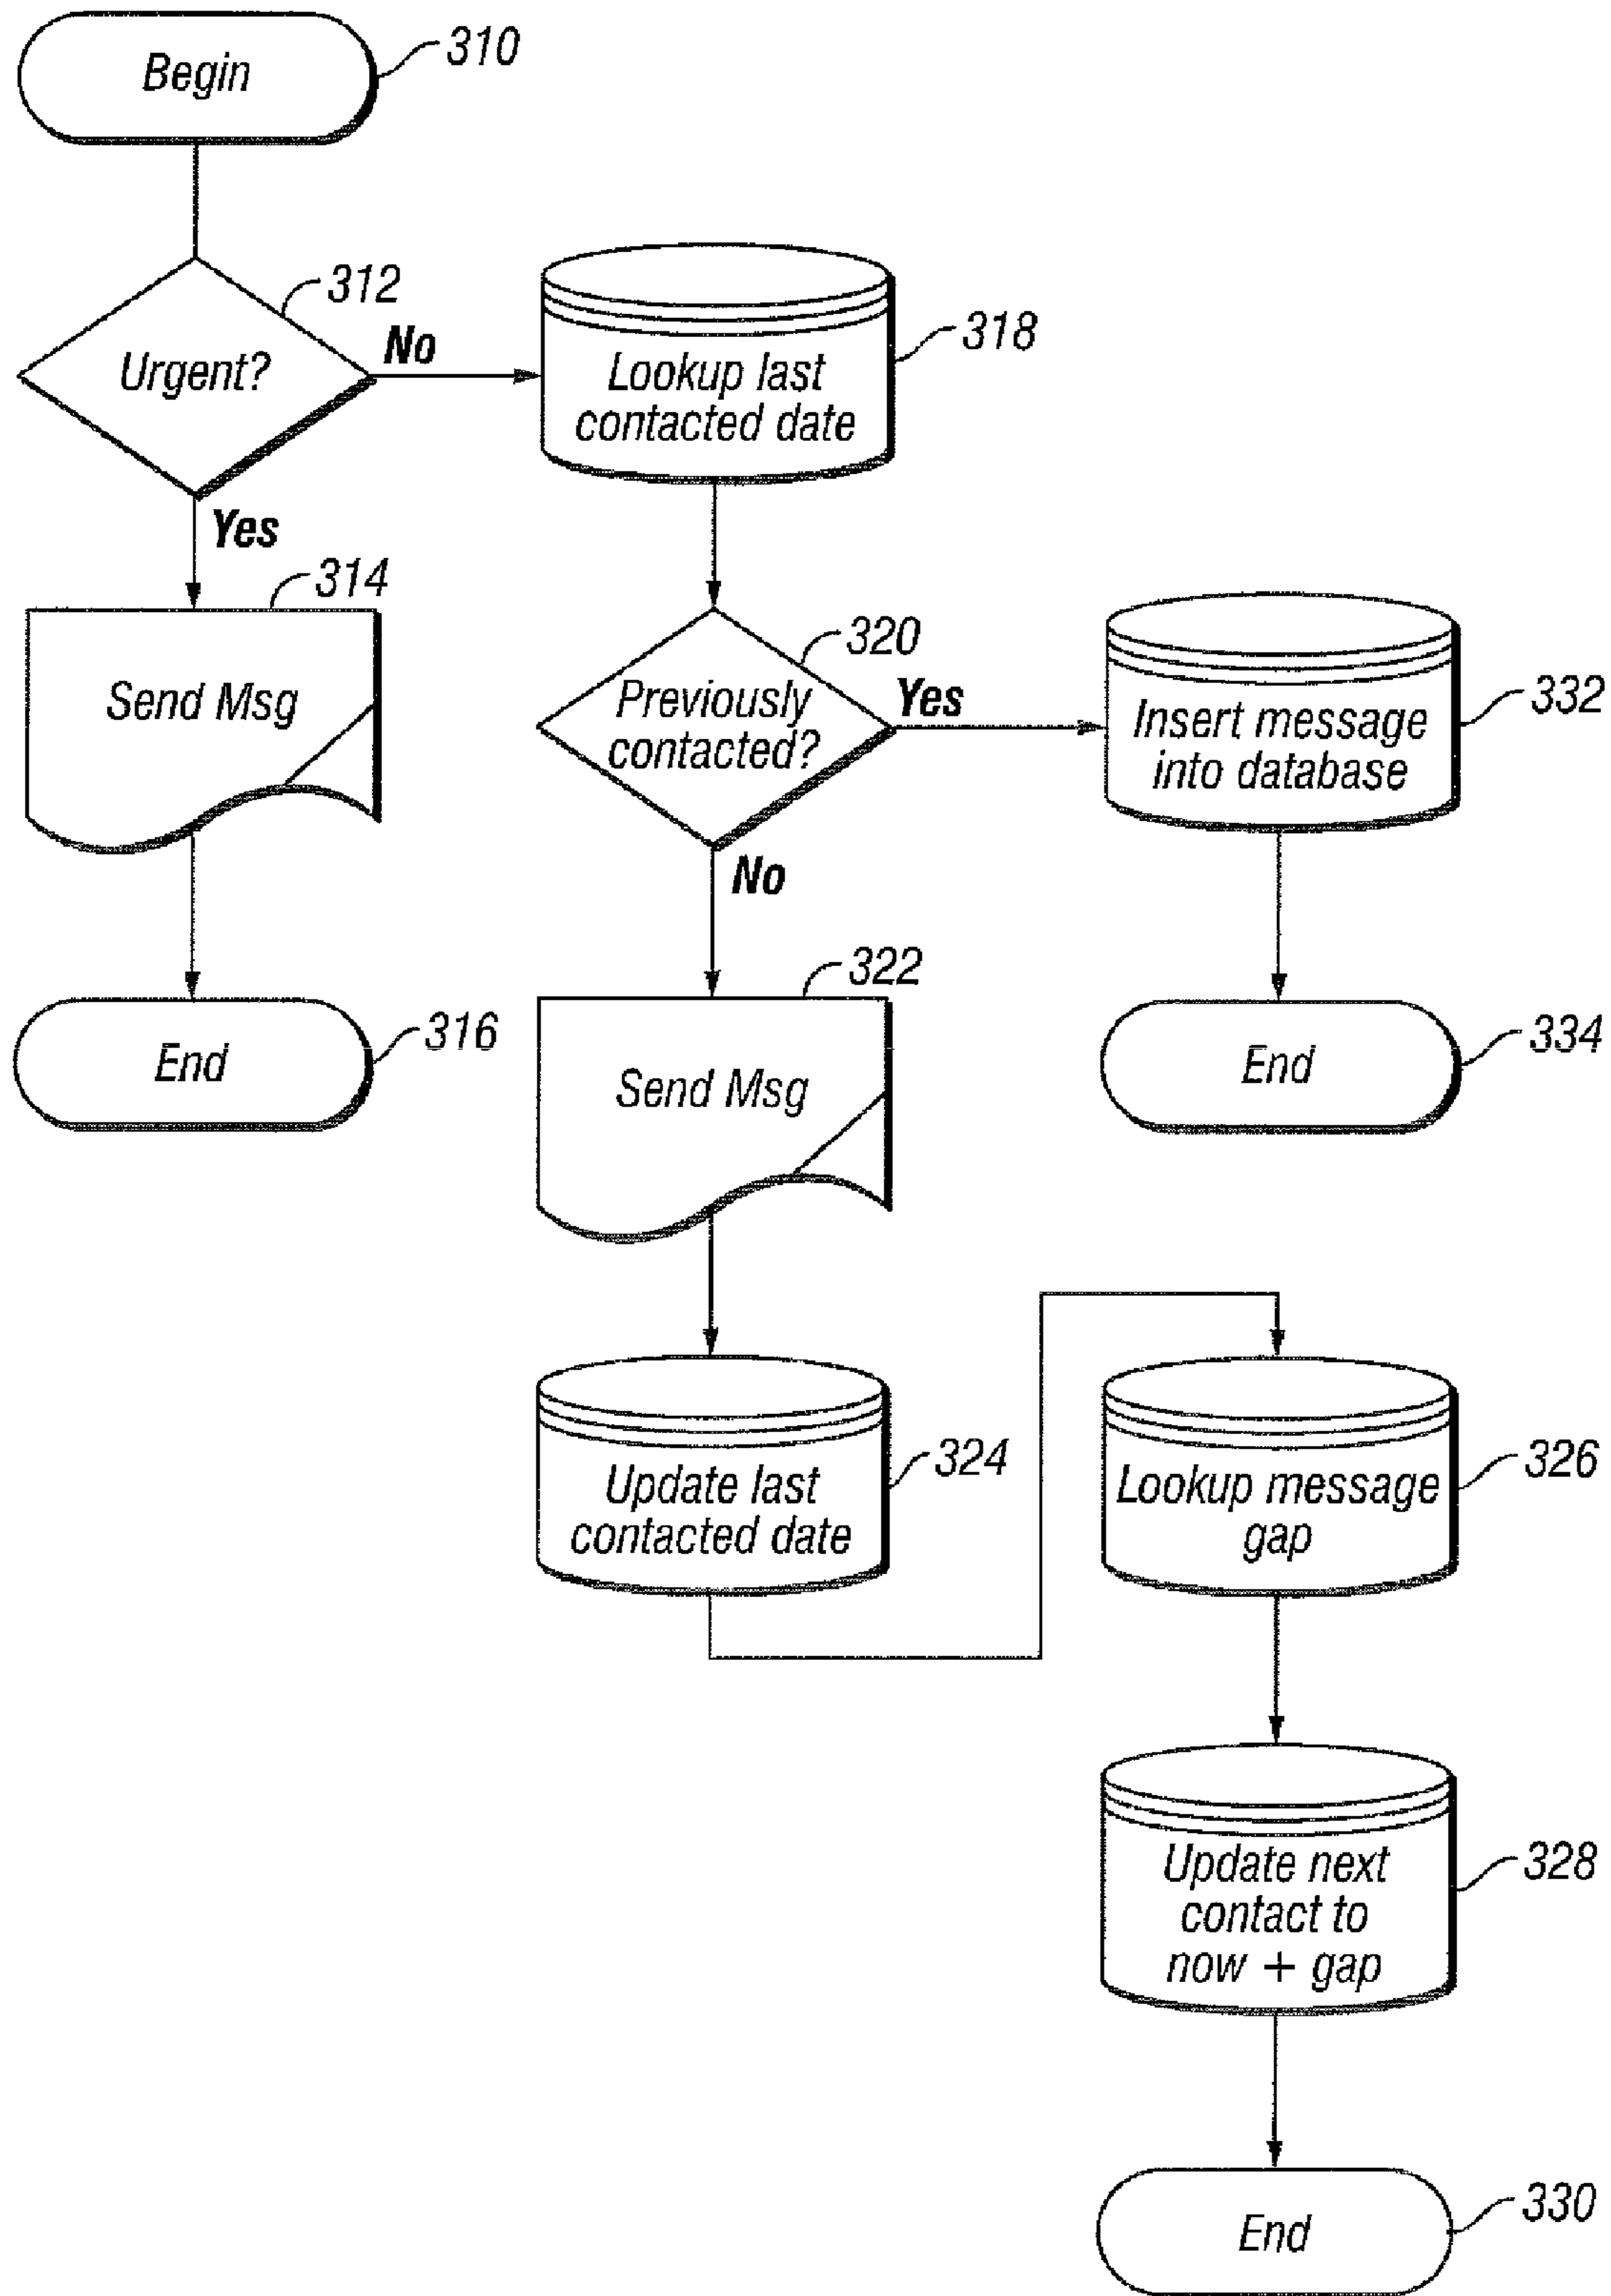 Begin
310
312
Urgent?
No
Yes
Lookup last
contacted date
318
314
Send Msg
320
Previously
contacted?
Yes
No
Insert message
into database
332
End
316
322
Send Msg
End
334
Update last
contacted date
324
Lookup message
gap
326
Update next
contact to
now + gap
328
End
330